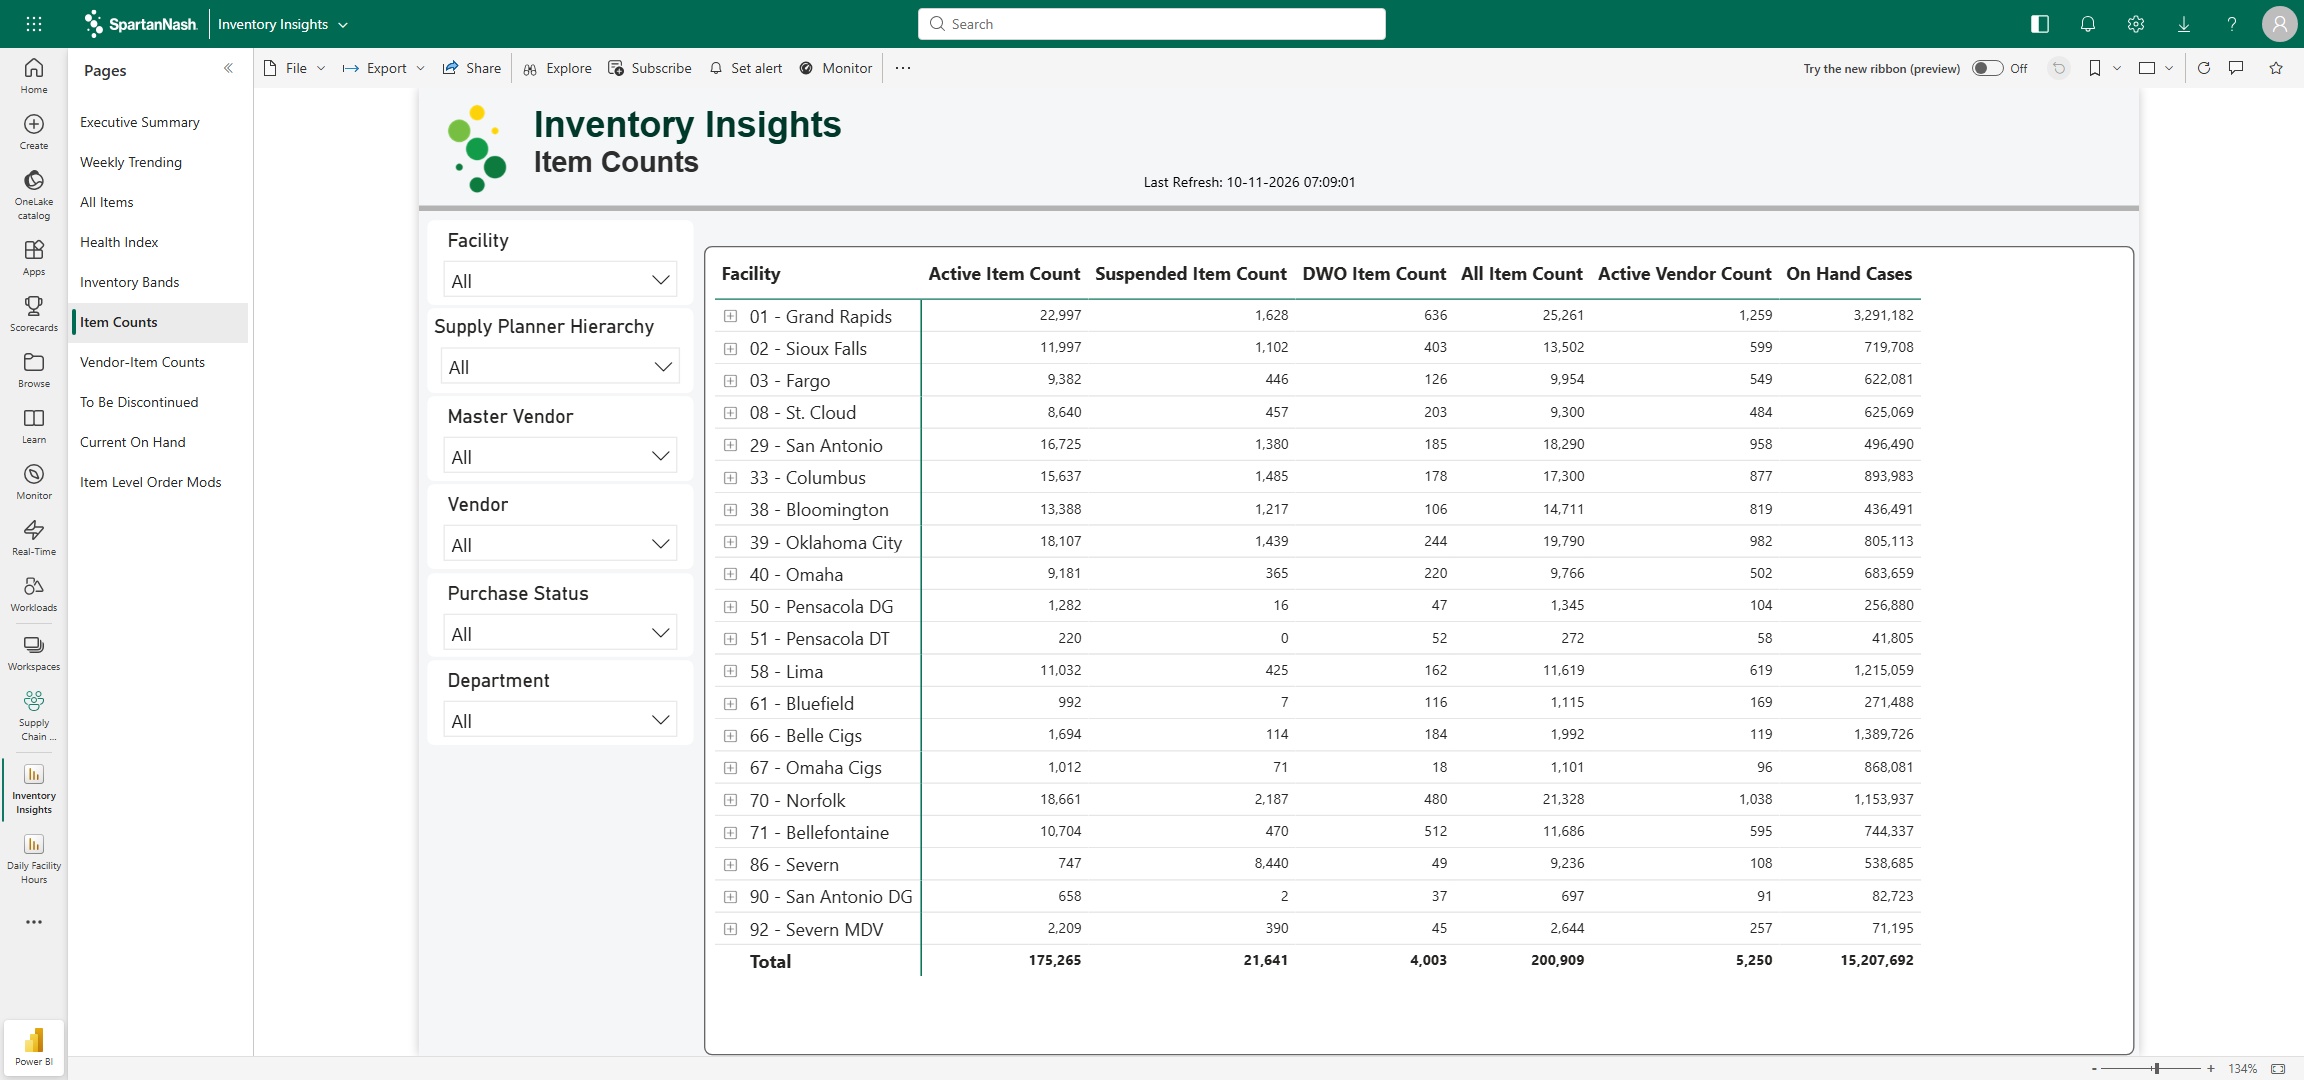 SpartanNash
Inventory Insights
Search
Home
Create
OneLake
catalog
Apps
Scorecards
Browse
Learn
Monitor
Real-Time
Workloads
Workspaces
Supply
Chain ...
Inventory
Insights
Daily Facility
Hours
Power BI
Pages
Executive Summary
Weekly Trending
All Items
Health Index
Inventory Bands
Item Counts
Vendor-Item Counts
To Be Discontinued
Current On Hand
Item Level Order Mods
File Export Share Explore Subscribe Set alert Monitor ... Try the new ribbon (preview) Off
Inventory Insights
Item Counts
Last Refresh: 10-11-2026 07:09:01
Facility
All
Supply Planner Hierarchy
All
Master Vendor
All
Vendor
All
Purchase Status
All
Department
All
Facility Active Item Count Suspended Item Count DWO Item Count All Item Count Active Vendor Count On Hand Cases
01 - Grand Rapids 22,997 1,628 636 25,261 1,259 3,291,182
02 - Sioux Falls 11,997 1,102 403 13,502 599 719,708
03 - Fargo 9,382 446 126 9,954 549 622,081
08 - St. Cloud 8,640 457 203 9,300 484 625,069
29 - San Antonio 16,725 1,380 185 18,290 958 496,490
33 - Columbus 15,637 1,485 178 17,300 877 893,983
38 - Bloomington 13,388 1,217 106 14,711 819 436,491
39 - Oklahoma City 18,107 1,439 244 19,790 982 805,113
40 - Omaha 9,181 365 220 9,766 502 683,659
50 - Pensacola DG 1,282 16 47 1,345 104 256,880
51 - Pensacola DT 220 0 52 272 58 41,805
58 - Lima 11,032 425 162 11,619 619 1,215,059
61 - Bluefield 992 7 116 1,115 169 271,488
66 - Belle Cigs 1,694 114 184 1,992 119 1,389,726
67 - Omaha Cigs 1,012 71 18 1,101 96 868,081
70 - Norfolk 18,661 2,187 480 21,328 1,038 1,153,937
71 - Bellefontaine 10,704 470 512 11,686 595 744,337
86 - Severn 747 8,440 49 9,236 108 538,685
90 - San Antonio DG 658 2 37 697 91 82,723
92 - Severn MDV 2,209 390 45 2,644 257 71,195
Total 175,265 21,641 4,003 200,909 5,250 15,207,692
- + 134%